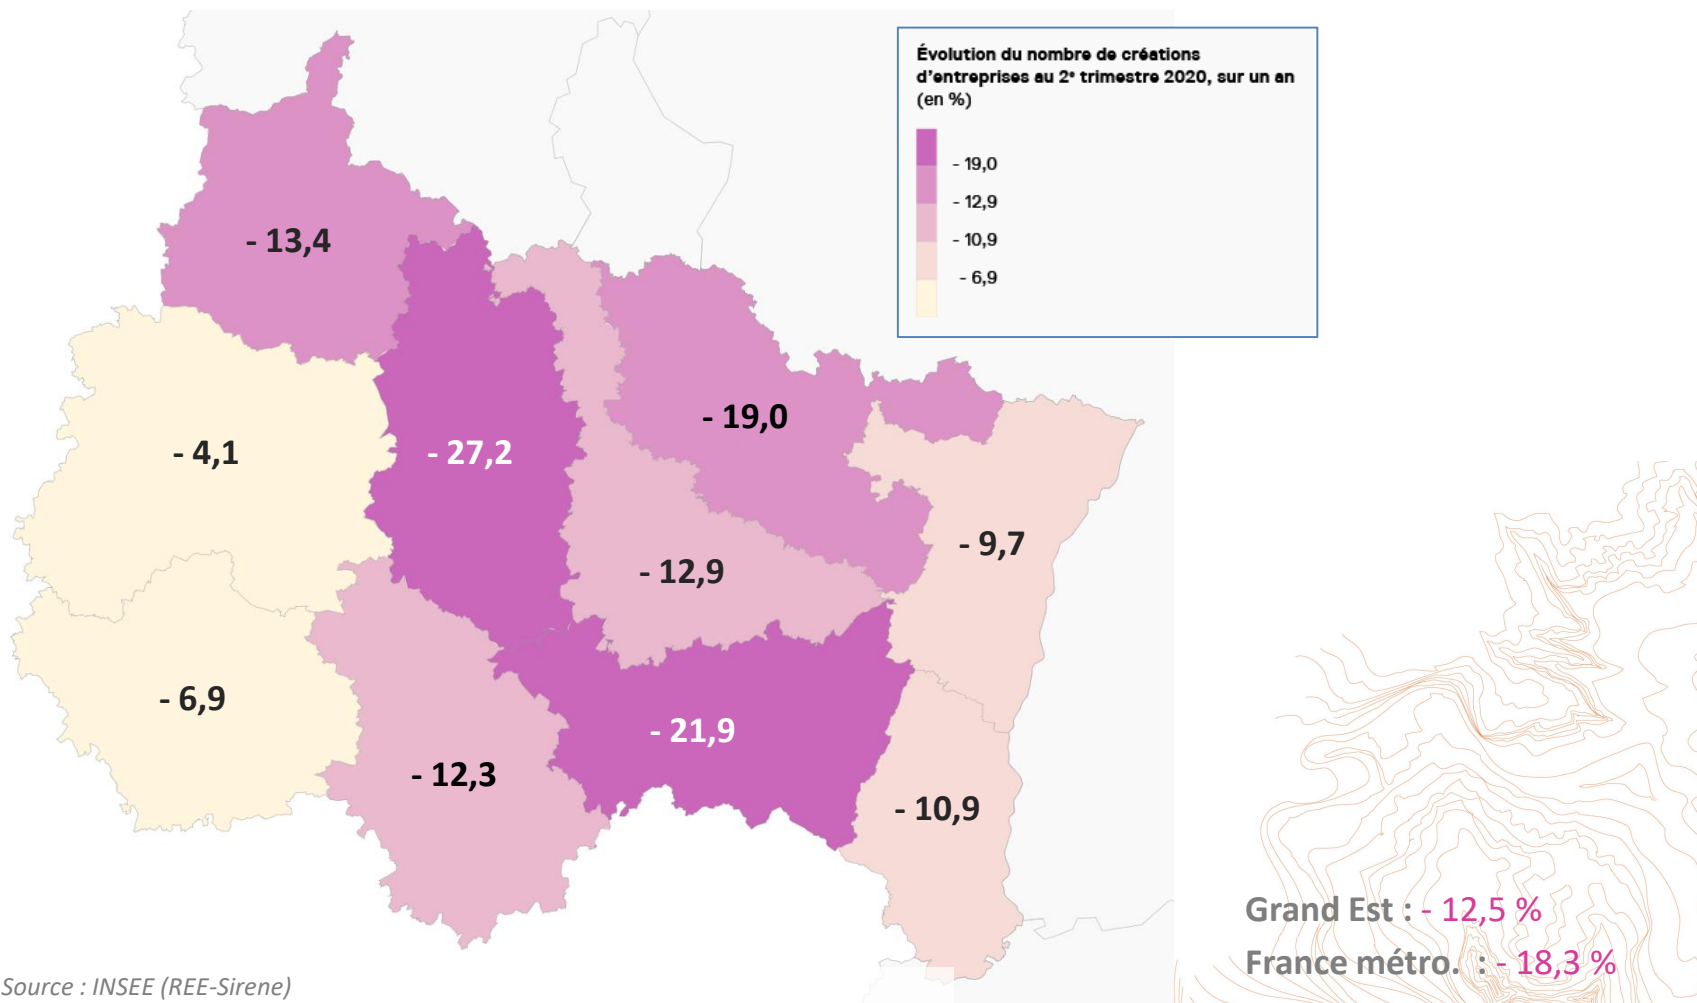 Évolution du nombre de créations
d'entreprises au 2e trimestre 2020, sur un an
(en %)
- 19,0
- 12,9
- 10,9
- 6,9
- 13,4
- 19,0
- 4,1
- 27,2
- 9,7
- 12,9
- 6,9
- 21,9
- 12,3
- 10,9
Grand Est : - 12,5 %
France métro. : - 18,3 %
Source : INSEE (REE-Sirene)